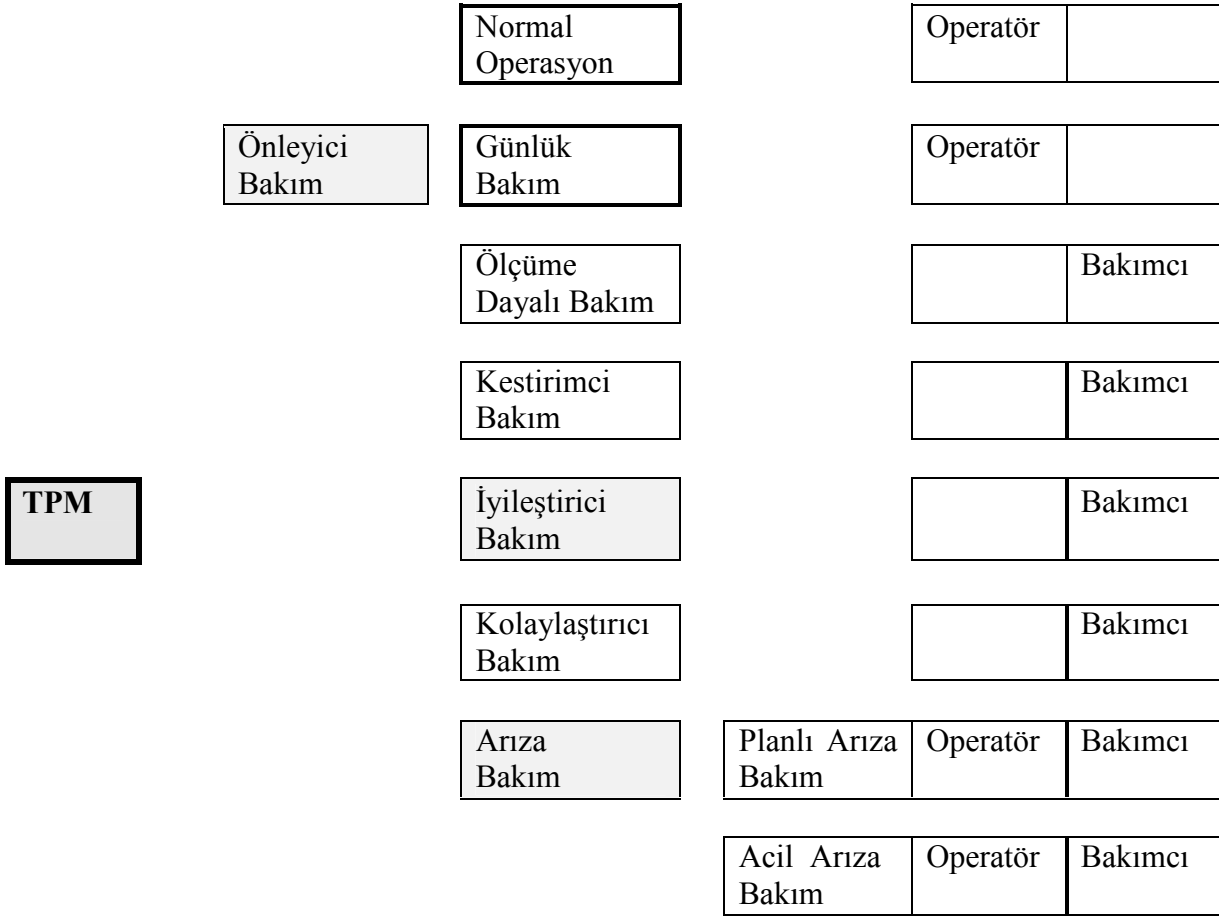 Normal
Operasyon
Operatör
Önleyici
Bakım
Günlük
Bakım
Operatör
Ölçüme
Dayalı Bakım
Bakımcı
Kestirimci
Bakım
Bakımcı
TPM
İyileştirici
Bakım
Bakımcı
Kolaylaştırıcı
Bakım
Bakımcı
Arıza
Bakım
Planlı Arıza
Bakım
Operatör
Bakımcı
Acil Arıza
Bakım
Operatör
Bakımcı